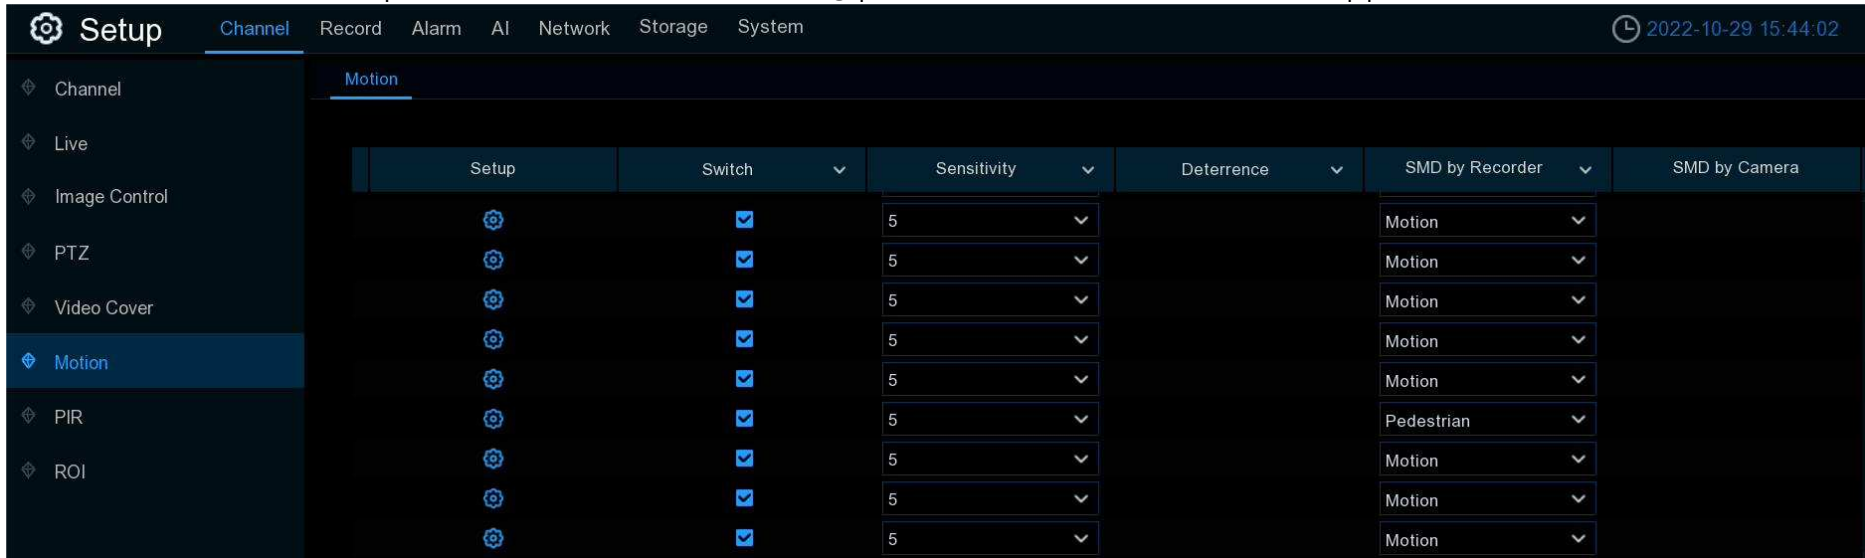 Setup Channel Record Alarm AI Network Storage System 2022-10-29 15:44:02
Channel
Live
Image Control
PTZ
Video Cover
Motion
PIR
ROI
Motion
Setup Switch Sensitivity Deterrence SMD by Recorder SMD by Camera
5 Motion
5 Motion
5 Motion
5 Motion
5 Motion
5 Pedestrian
5 Motion
5 Motion
5 Motion